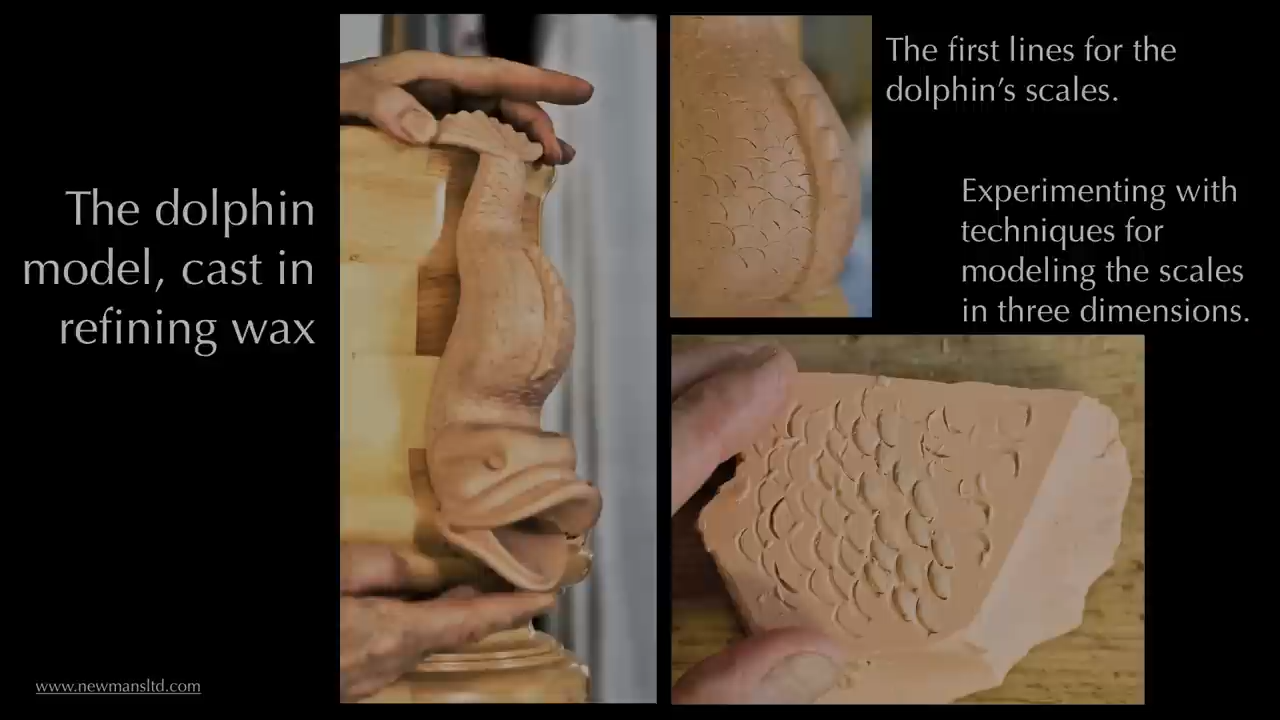 The dolphin
model, cast in
refining wax
The first lines for the
dolphin’s scales.
Experimenting with
techniques for
modeling the scales
in three dimensions.
www.newmansltd.com